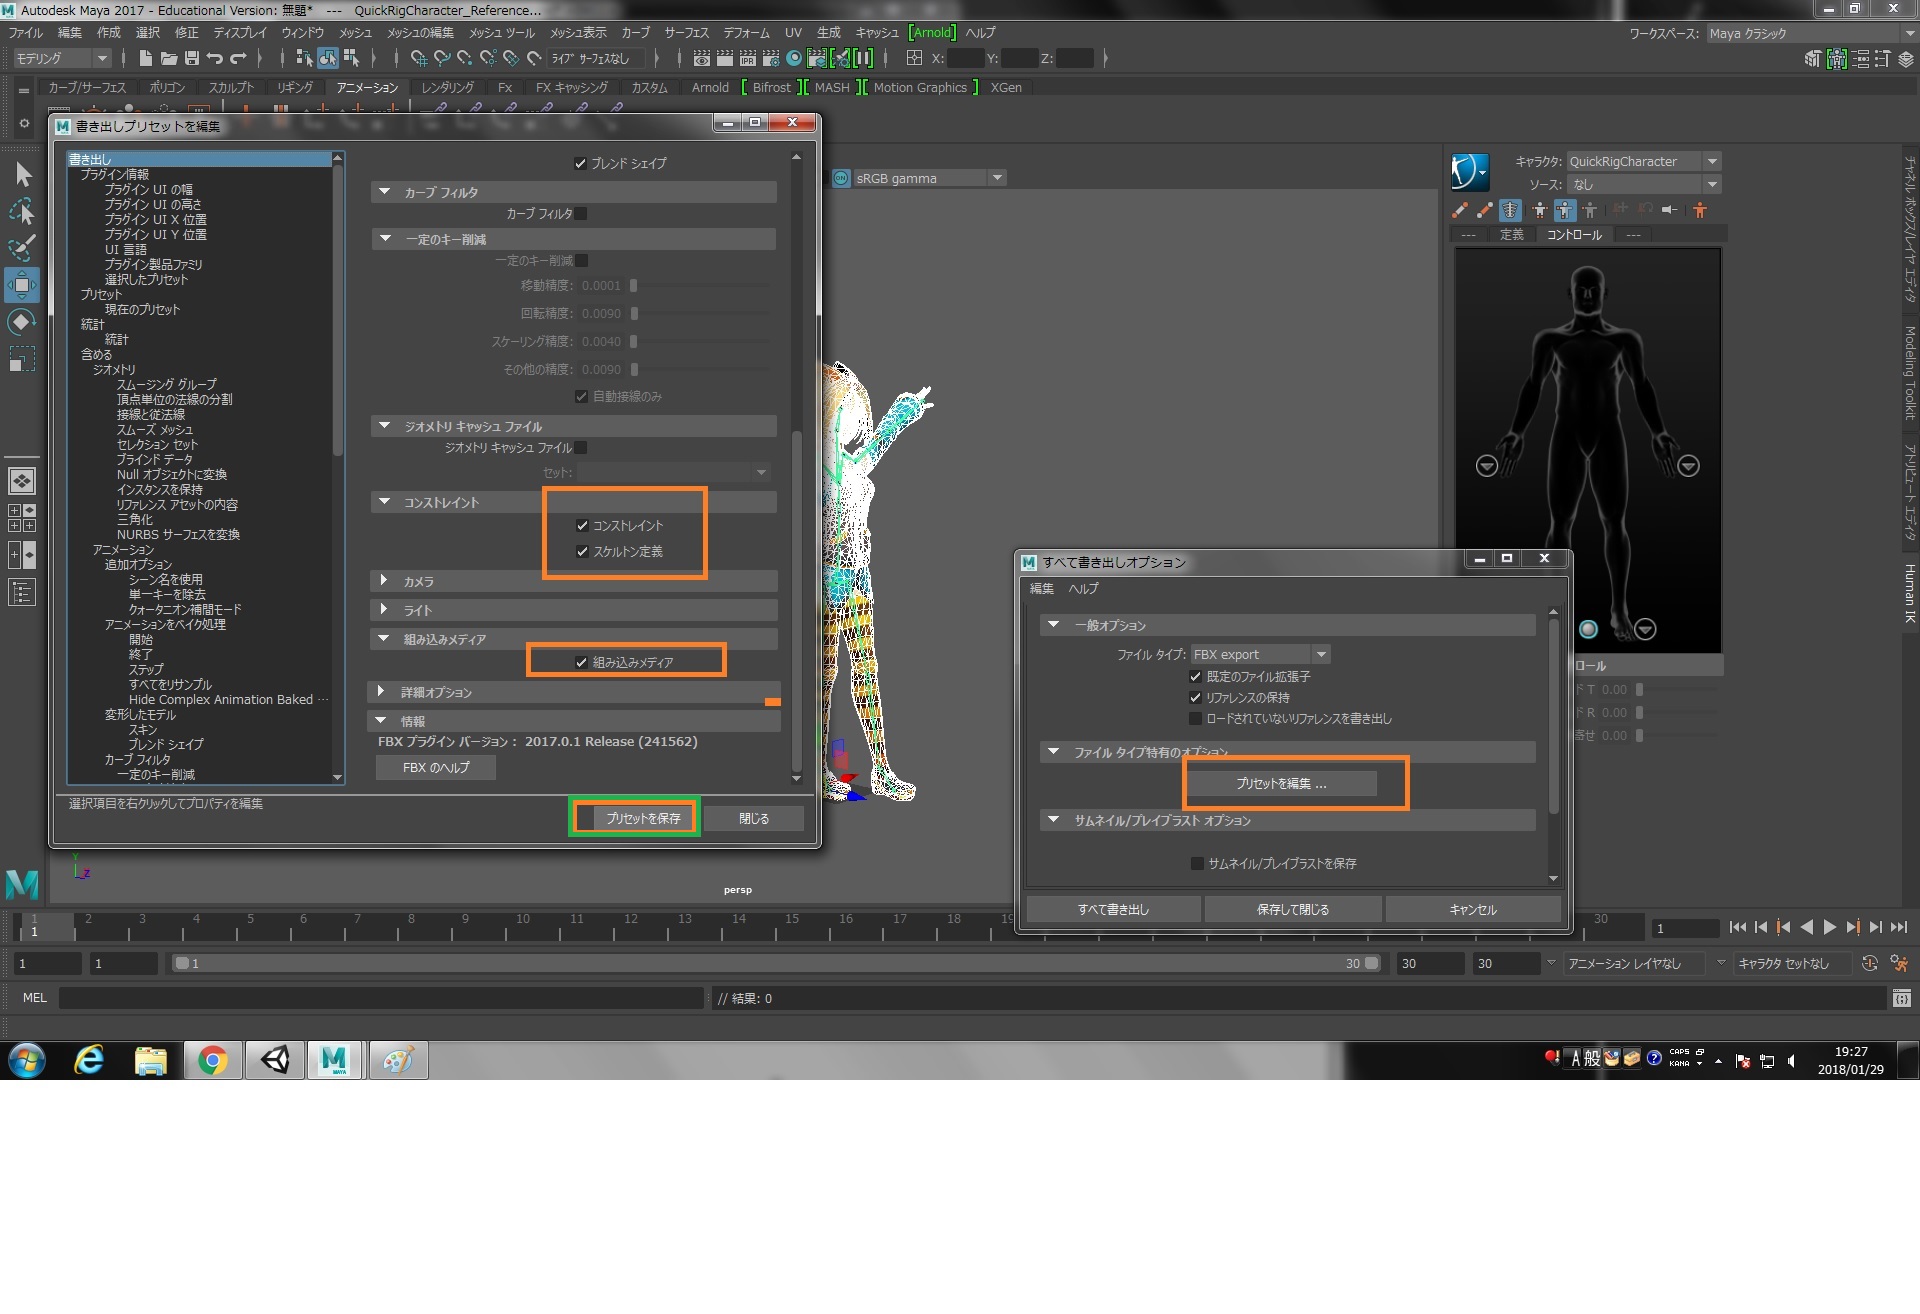 Autodesk Maya 2017 - Educational Version: 無題* --- QuickRigCharacter_Reference...
ファイル 編集 作成 選択 修正 ディスプレイ ウィンドウ メッシュ メッシュの編集 メッシュ ツール メッシュ表示 カーブ サーフェス デフォーム UV 生成 キャッシュ [Arnold] ヘルプ
ワークスペース: Maya クラシック
モデリング
ライブ サーフェスなし
X: Y: Z:
カーブ/サーフェス ポリゴン スカルプト リギング アニメーション レンダリング Fx FX キャッシング カスタム Arnold [ Bifrost ][ MASH ][ Motion Graphics ] XGen
書き出しプリセットを編集
書き出し
プラグイン情報
プラグイン UI の幅
プラグイン UI の高さ
プラグイン UI X 位置
プラグイン UI Y 位置
UI 言語
プラグイン製品ファミリ
選択したプリセット
プリセット
現在のプリセット
統計
統計
含める
ジオメトリ
スムージング グループ
頂点単位の法線の分割
接線と従法線
スムーズ メッシュ
セレクション セット
ブラインド データ
Null オブジェクトに変換
インスタンスを保持
リファレンス アセットの内容
三角化
NURBS サーフェスを変換
アニメーション
追加オプション
シーン名を使用
単一キーを除去
クォータニオン補間モード
アニメーションをベイク処理
開始
終了
ステップ
すべてをリサンプル
Hide Complex Animation Baked ...
変形したモデル
スキン
ブレンド シェイプ
カーブ フィルタ
一定のキー削減
選択項目を右クリックしてプロパティを編集
ブレンド シェイプ
カーブ フィルタ
カーブ フィルタ
一定のキー削減
一定のキー削減
移動精度: 0.0001
回転精度: 0.0090
スケーリング精度: 0.0040
その他の精度: 0.0090
自動接線のみ
ジオメトリ キャッシュ ファイル
ジオメトリ キャッシュ ファイル
セット:
コンストレイント
コンストレイント
スケルトン定義
カメラ
ライト
組み込みメディア
組み込みメディア
詳細オプション
情報
FBX プラグイン バージョン : 2017.0.1 Release (241562)
FBX のヘルプ
プリセットを保存 閉じる
ON sRGB gamma
キャラクタ: QuickRigCharacter
ソース: なし
--- 定義 コントロール ---
チャネル ボックス/レイヤ エディタ
Modeling Toolkit
アトリビュート エディタ
Human IK
ロール
ド T 0.00
ド R 0.00
寄せ 0.00
すべて書き出しオプション
編集 ヘルプ
一般オプション
ファイル タイプ: FBX export
既定のファイル拡張子
リファレンスの保持
ロードされていないリファレンスを書き出し
ファイル タイプ特有のオプション
プリセットを編集 ...
サムネイル/プレイブラスト オプション
サムネイル/プレイブラストを保存
すべて書き出し 保存して閉じる キャンセル
Y
Z
persp
1 2 3 4 5 6 7 8 9 10 11 12 13 14 15 16 17 18 19 30
1
1
1 1 1 30 30 30 アニメーション レイヤなし キャラクタ セットなし
MEL // 結果: 0
MAYA
A 般 CAPS KANA
19:27
2018/01/29